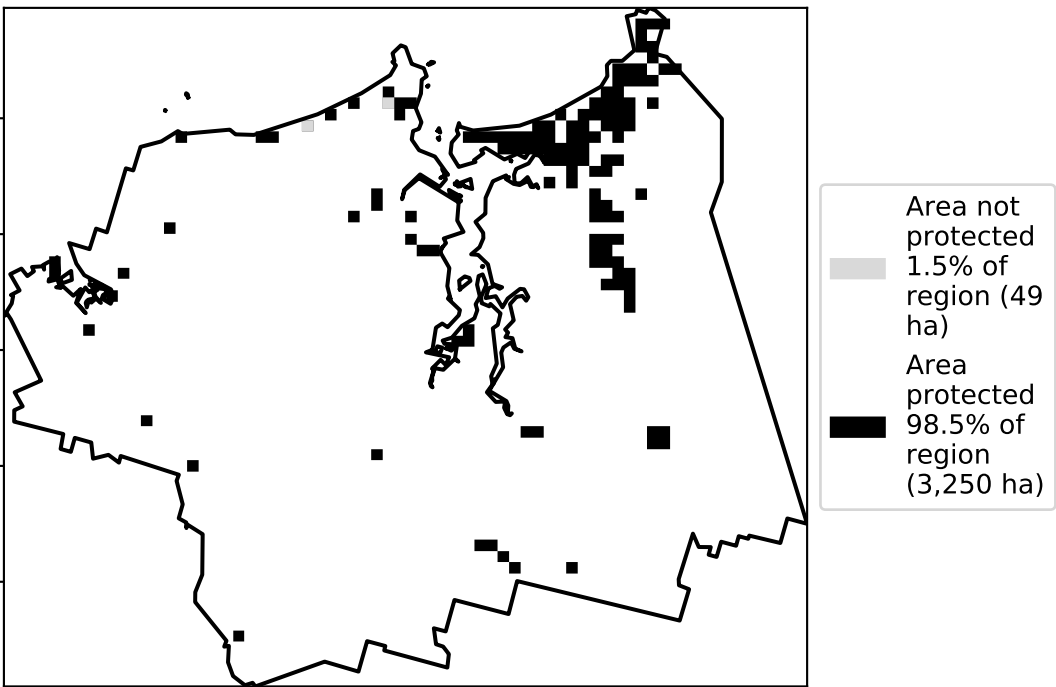 Area not
protected
1.5% of
region (49
ha)
Area
protected
98.5% of
region
(3,250 ha)